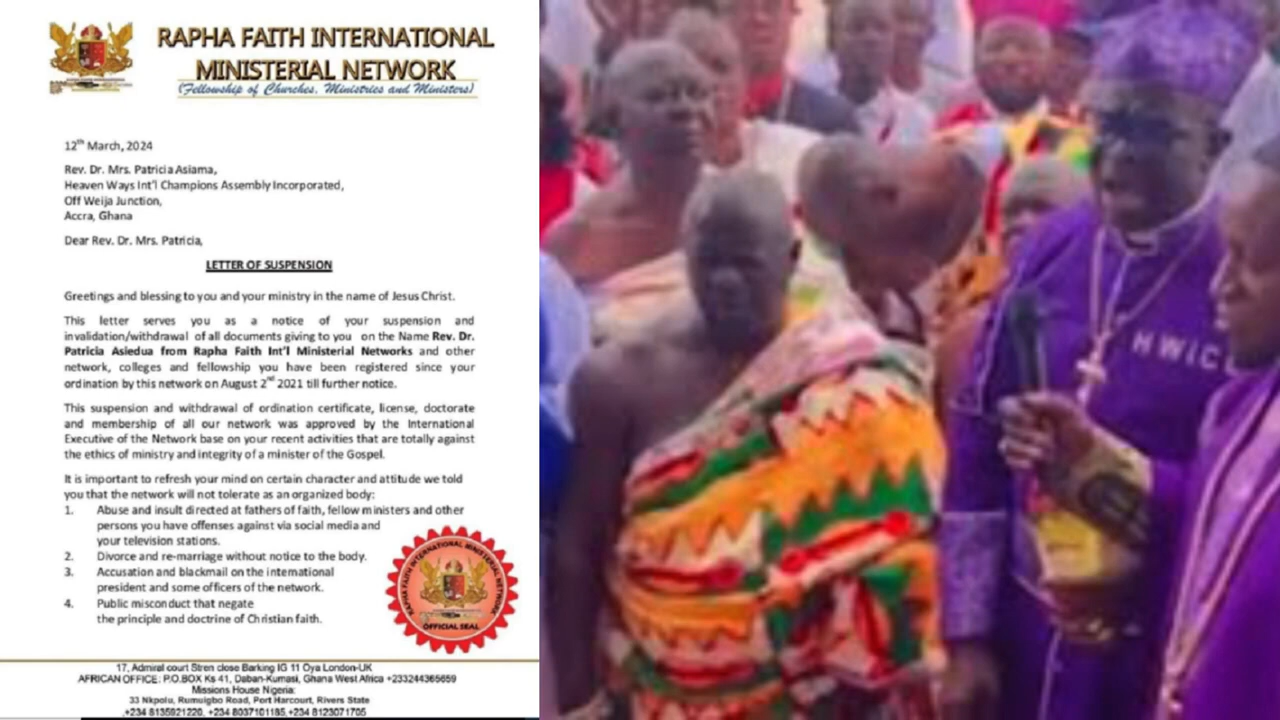 RAPHA FAITH INTERNATIONAL
MINISTERIAL NETWORK
(Fellowship of Churches, Ministries and Ministers)
12th March, 2024
Rev. Dr. Mrs. Patricia Asiama,
Heaven Ways Int'l Champions Assembly Incorporated,
Off Weija Junction,
Accra, Ghana
Dear Rev. Dr. Mrs. Patricia,
LETTER OF SUSPENSION
Greetings and blessing to you and your ministry in the name of Jesus Christ.
This letter serves you as a notice of your suspension and
invalidation/withdrawal of all documents giving to you on the Name Rev. Dr.
Patricia Asiedua from Rapha Faith Int'l Ministerial Networks and other
network, colleges and fellowship you have been registered since your
ordination by this network on August 2nd 2021 till further notice.
This suspension and withdrawal of ordination certificate, license, doctorate
and membership of all our network was approved by the International
Executive of the Network base on your recent activities that are totally against
the ethics of ministry and integrity of a minister of the Gospel.
It is important to refresh your mind on certain character and attitude we told
you that the network will not tolerate as an organized body:
1. Abuse and insult directed at fathers of faith, fellow ministers and other
persons you have offenses against via social media and
your television stations.
2. Divorce and re-marriage without notice to the body.
3. Accusation and blackmail on the international
president and some officers of the network.
4. Public misconduct that negate
the principle and doctrine of Christian faith.
RAPHA FAITH INTERNATIONAL MINISTERIAL NETWORK
OFFICIAL SEAL
17, Admiral court Stren close Barking IG 11 Oya London-UK
AFRICAN OFFICE: P.O.BOX Ks 41, Daban-Kumasi, Ghana West Africa +233244365659
Missions House Nigeria:
33 Nkpolu, Rumuigbo Road, Port Harcourt, Rivers State
+234 8135921220, +234 8037101185,+234 8123071705
HWIC